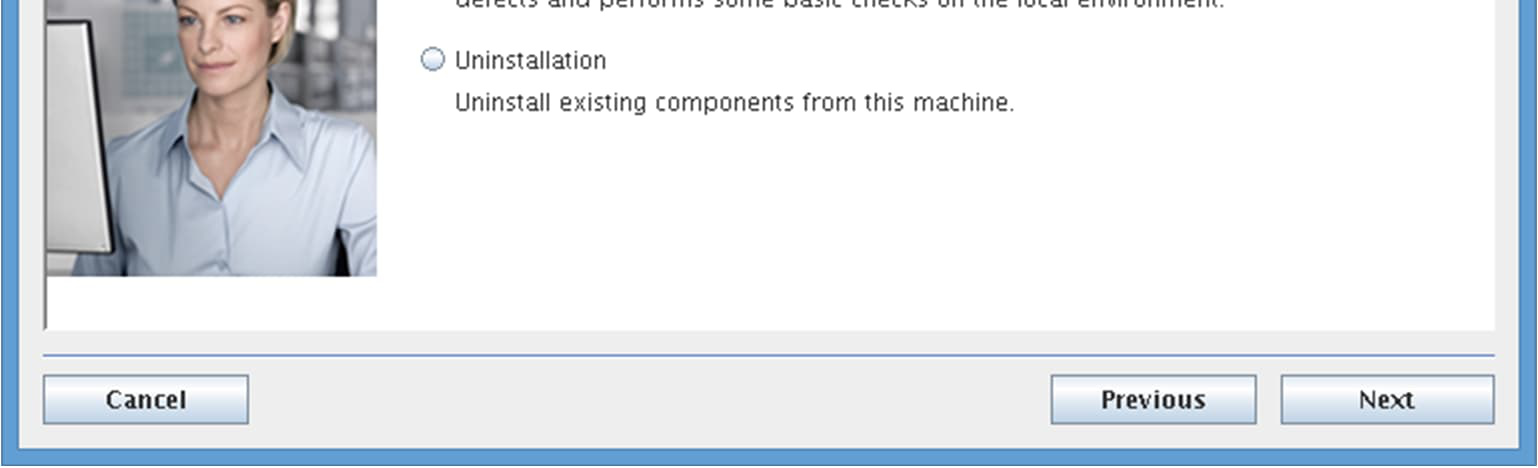 defects and performs some basic checks on the local environment.
Uninstallation
Uninstall existing components from this machine.
Cancel Previous Next